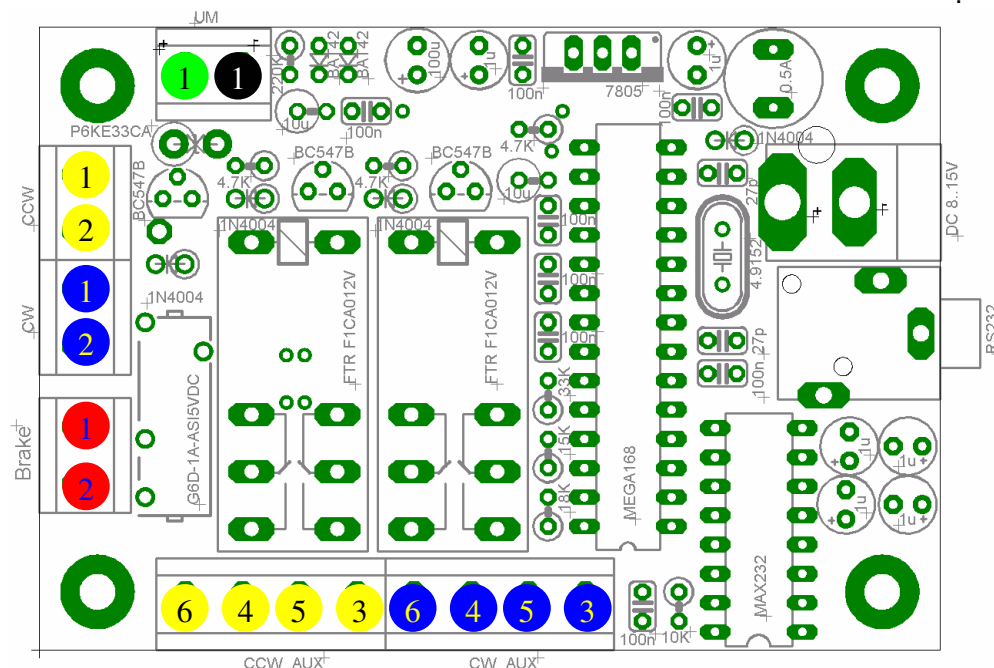 UM
+ -
1 1
220K
BAT42
BAT42
100u
1u
100n
7805
1u
100n
0.5A
10u
100n
P6KE33CA
BC547B
4.7K
BC547B
4.7K
BC547B
4.7K
10u
1N4004
27p
CCW
1
2
1N4004
1N4004
100n
4.9152
+ -
DC 8..15V
CW
1
2
1N4004
G6D-1A-ASI5VDC
FTR F1CA012V
FTR F1CA012V
100n
100n
27p
100n
RS232
Brake
1
2
33K
15K
18K
MEGA168
MAX232
1u
1u
1u
1u
6 4 5 3 6 4 5 3
100n
10K
CCW AUX
CW AUX